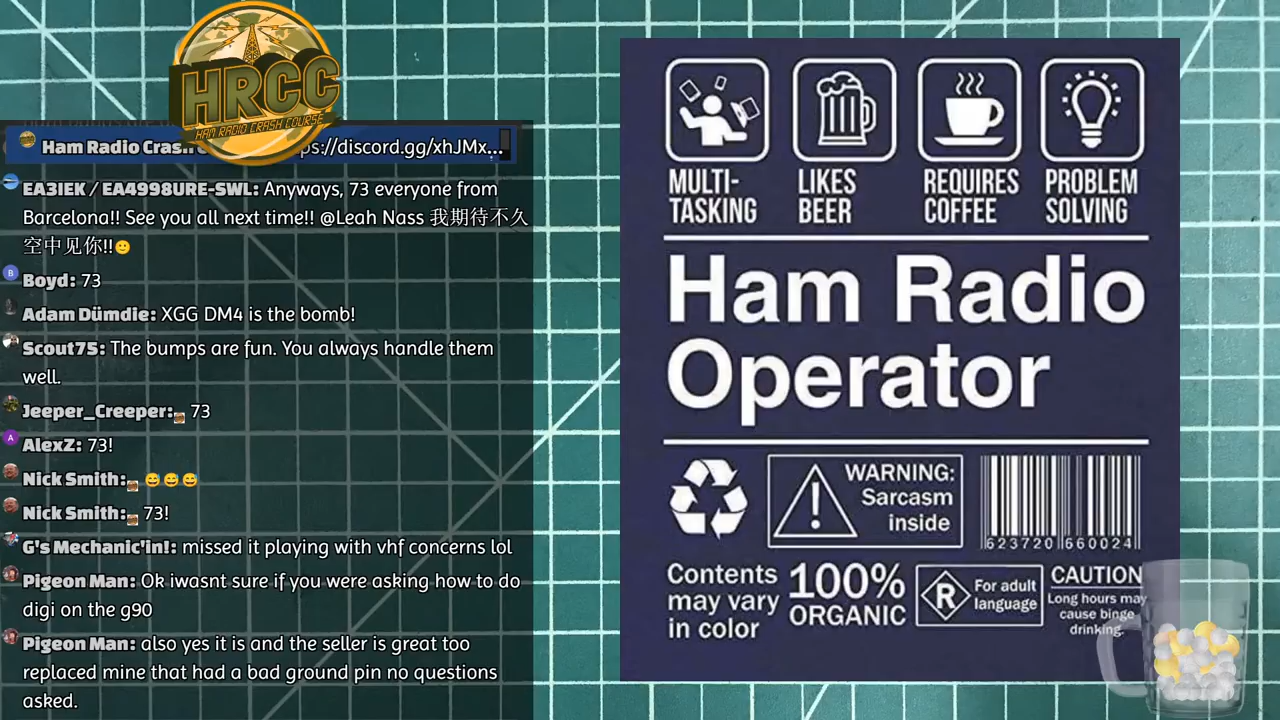 HRCC
HAM RADIO CRASH COURSE
Ham Radio Crash
ps://discord.gg/xhJMx...
EA3IEK / EA4998URE-SWL: Anyways, 73 everyone from
Barcelona!! See you all next time!! @Leah Nass 我期待不久
空中见你!!🙂
B
Boyd: 73
Adam Dümdie: XGG DM4 is the bomb!
Scout75: The bumps are fun. You always handle them
well.
Jeeper_Creeper: 73
A
AlexZ: 73!
Nick Smith: 😅😅😅
Nick Smith: 73!
G's Mechanic'in!: missed it playing with vhf concerns lol
Pigeon Man: Ok iwasnt sure if you were asking how to do
digi on the g90
Pigeon Man: also yes it is and the seller is great too
replaced mine that had a bad ground pin no questions
asked.
MULTI-
TASKING
LIKES
BEER
REQUIRES
COFFEE
PROBLEM
SOLVING
Ham Radio
Operator
WARNING:
Sarcasm
inside
623720 660024
Contents
may vary
in color
100%
ORGANIC
R
For adult
language
CAUTION
Long hours may
cause binge
drinking.